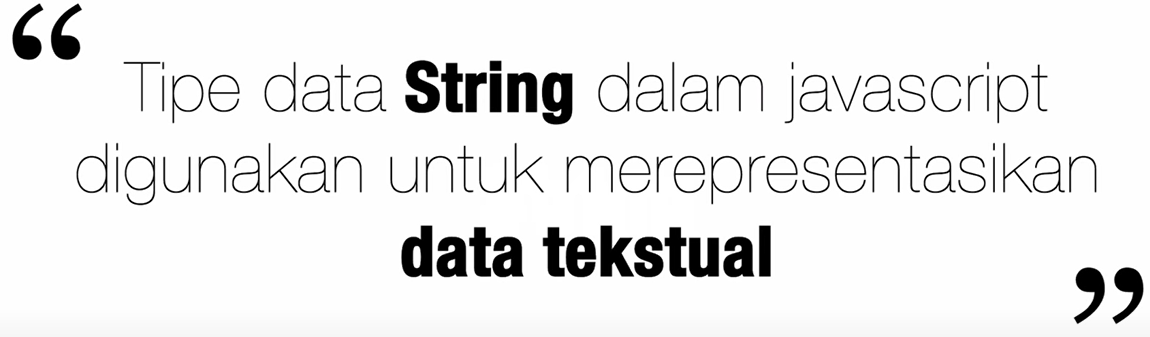 “
Tipe data String dalam javascript
digunakan untuk merepresentasikan
data tekstual
”